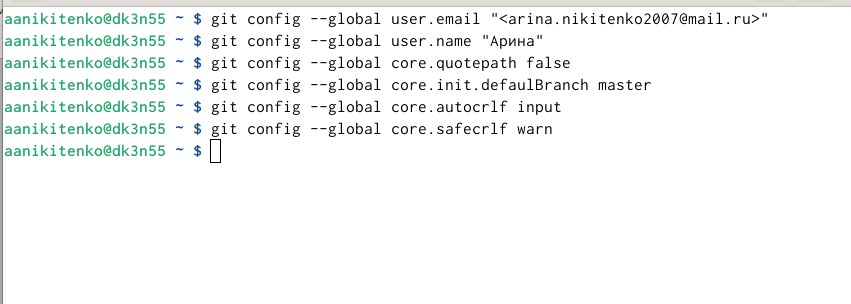 aanikitenko@dk3n55 ~ $ git config --global user.email "<arina.nikitenko2007@mail.ru>"
aanikitenko@dk3n55 ~ $ git config --global user.name "Арина"
aanikitenko@dk3n55 ~ $ git config --global core.quotepath false
aanikitenko@dk3n55 ~ $ git config --global core.init.defaulBranch master
aanikitenko@dk3n55 ~ $ git config --global core.autocrlf input
aanikitenko@dk3n55 ~ $ git config --global core.safecrlf warn
aanikitenko@dk3n55 ~ $